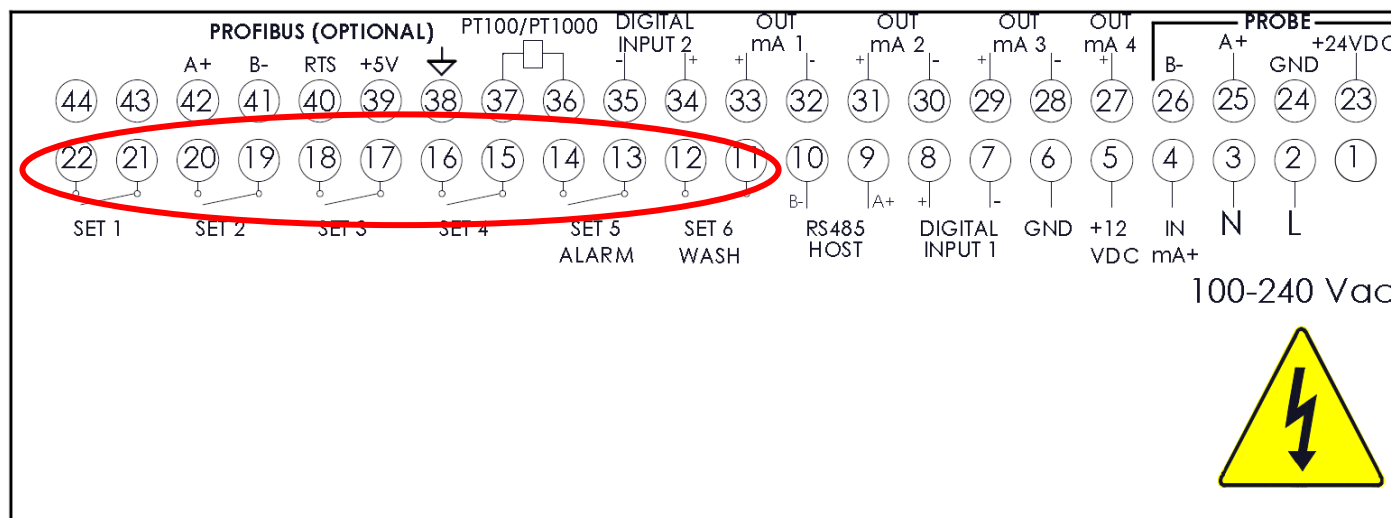 PROFIBUS (OPTIONAL) PT100/PT1000 DIGITAL INPUT 2 OUT mA 1 OUT mA 2 OUT mA 3 OUT mA 4 PROBE
A+ B- RTS +5V - + + - + - + - + B- A+ GND +24VDC
44 43 42 41 40 39 38 37 36 35 34 33 32 31 30 29 28 27 26 25 24 23
22 21 20 19 18 17 16 15 14 13 12 11 10 9 8 7 6 5 4 3 2 1
B- A+ + -
SET 1 SET 2 SET 3 SET 4 SET 5 ALARM SET 6 WASH RS485 HOST DIGITAL INPUT 1 GND +12 VDC IN mA+ N L
100-240 Vac